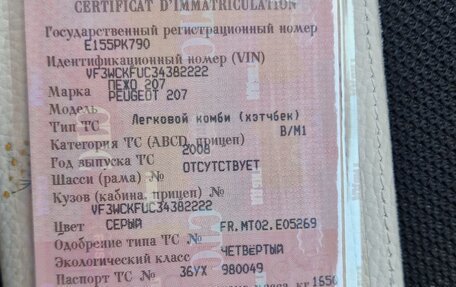 CERTIFICAT D'IMMATRICULATION
Государственный регистрационный номер
Е155РК790
Идентификационный номер (VIN)
VF3WCKFUC34382222
Марка ПЕЖО 207
PEUGEOT 207
Модель
Тип ТС Легковой комби (хэтчбек)
Категория ТС (ABCD, прицеп) B/M1
Год выпуска ТС 2008
Шасси (рама) № ОТСУТСТВУЕТ
Кузов (кабина, прицеп) №
VF3WCKFUC34382222
Цвет СЕРЫЙ
Одобрение типа ТС № FR.MT02.E05269
Экологический класс ЧЕТВЕРТЫЙ
Паспорт ТС № 36УХ 980049